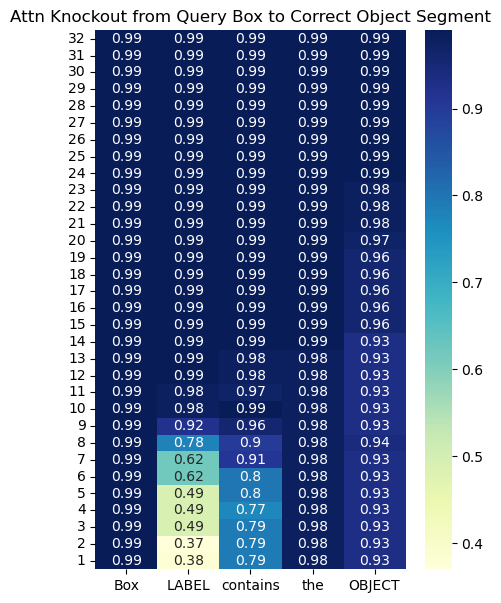 Attn Knockout from Query Box to Correct Object Segment
32 0.99 0.99 0.99 0.99 0.99
31 0.99 0.99 0.99 0.99 0.99
30 0.99 0.99 0.99 0.99 0.99
29 0.99 0.99 0.99 0.99 0.99
28 0.99 0.99 0.99 0.99 0.99
27 0.99 0.99 0.99 0.99 0.99
26 0.99 0.99 0.99 0.99 0.99
25 0.99 0.99 0.99 0.99 0.99
24 0.99 0.99 0.99 0.99 0.99
23 0.99 0.99 0.99 0.99 0.98
22 0.99 0.99 0.99 0.99 0.98
21 0.99 0.99 0.99 0.99 0.98
20 0.99 0.99 0.99 0.99 0.97
19 0.99 0.99 0.99 0.99 0.96
18 0.99 0.99 0.99 0.99 0.96
17 0.99 0.99 0.99 0.99 0.96
16 0.99 0.99 0.99 0.99 0.96
15 0.99 0.99 0.99 0.99 0.96
14 0.99 0.99 0.99 0.99 0.93
13 0.99 0.99 0.98 0.98 0.93
12 0.99 0.99 0.98 0.98 0.93
11 0.99 0.98 0.97 0.98 0.93
10 0.99 0.98 0.99 0.98 0.93
9 0.99 0.92 0.96 0.98 0.93
8 0.99 0.78 0.9 0.98 0.94
7 0.99 0.62 0.91 0.98 0.93
6 0.99 0.62 0.8 0.98 0.93
5 0.99 0.49 0.8 0.98 0.93
4 0.99 0.49 0.77 0.98 0.93
3 0.99 0.49 0.79 0.98 0.93
2 0.99 0.37 0.79 0.98 0.93
1 0.99 0.38 0.79 0.98 0.93
Box LABEL contains the OBJECT
0.9
0.8
0.7
0.6
0.5
0.4